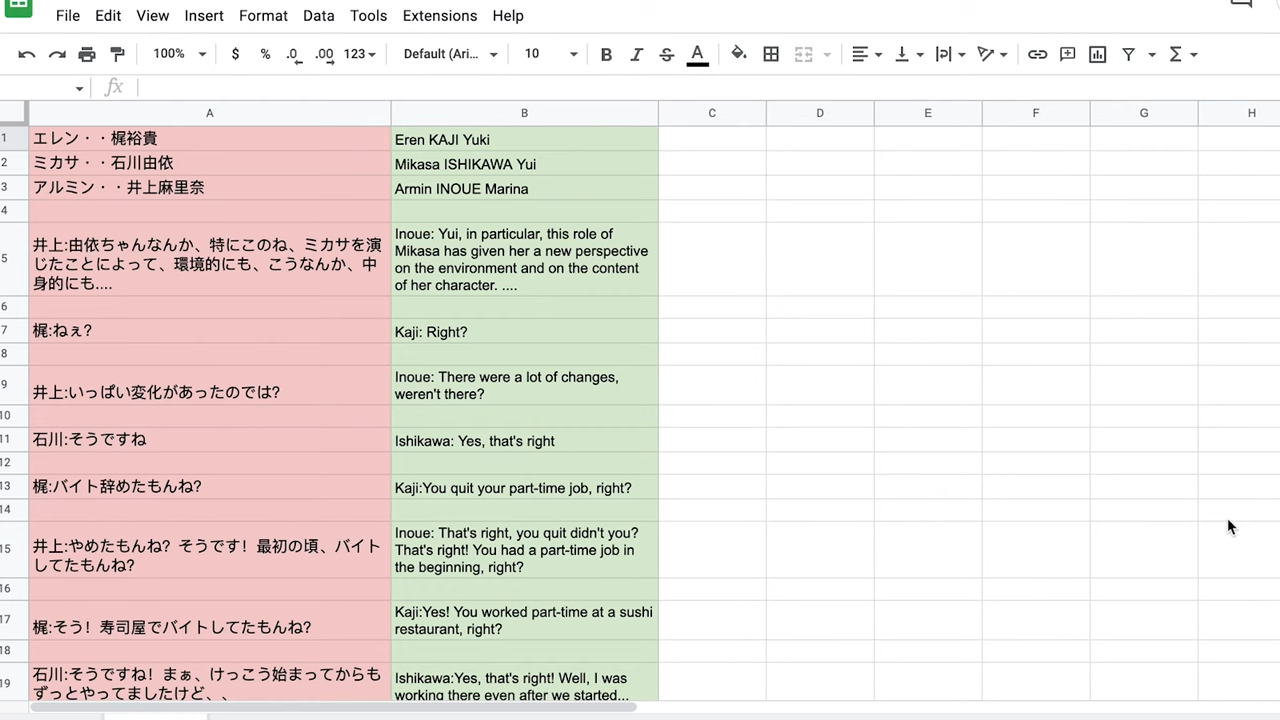 File Edit View Insert Format Data Tools Extensions Help
100% $ % .0 .00 123 Default (Ari... 10 B I S A Σ
fx
A B C D E F G H
1 エレン・・梶裕貴 Eren KAJI Yuki
2 ミカサ・・石川由依 Mikasa ISHIKAWA Yui
3 アルミン・・井上麻里奈 Armin INOUE Marina
4
5 井上:由依ちゃんなんか、特にこのね、ミカサを演
じたことによって、環境的にも、こうなんか、中
身的にも....
Inoue: Yui, in particular, this role of
Mikasa has given her a new perspective
on the environment and on the content
of her character. ....
6
7 梶:ねぇ? Kaji: Right?
8
9 井上:いっぱい変化があったのでは?
Inoue: There were a lot of changes,
weren't there?
10
11 石川:そうですね Ishikawa: Yes, that's right
12
13 梶:バイト辞めたもんね? Kaji:You quit your part-time job, right?
14
15 井上:やめたもんね? そうです! 最初の頃、バイト
してたもんね?
Inoue: That's right, you quit didn't you?
That's right! You had a part-time job in
the beginning, right?
16
17 梶:そう! 寿司屋でバイトしてたもんね?
Kaji:Yes! You worked part-time at a sushi
restaurant, right?
18
19 石川:そうですね! まぁ、けっこう始まってからも
ずっとやってましたけど、、
Ishikawa:Yes, that's right! Well, I was
working there even after we started...